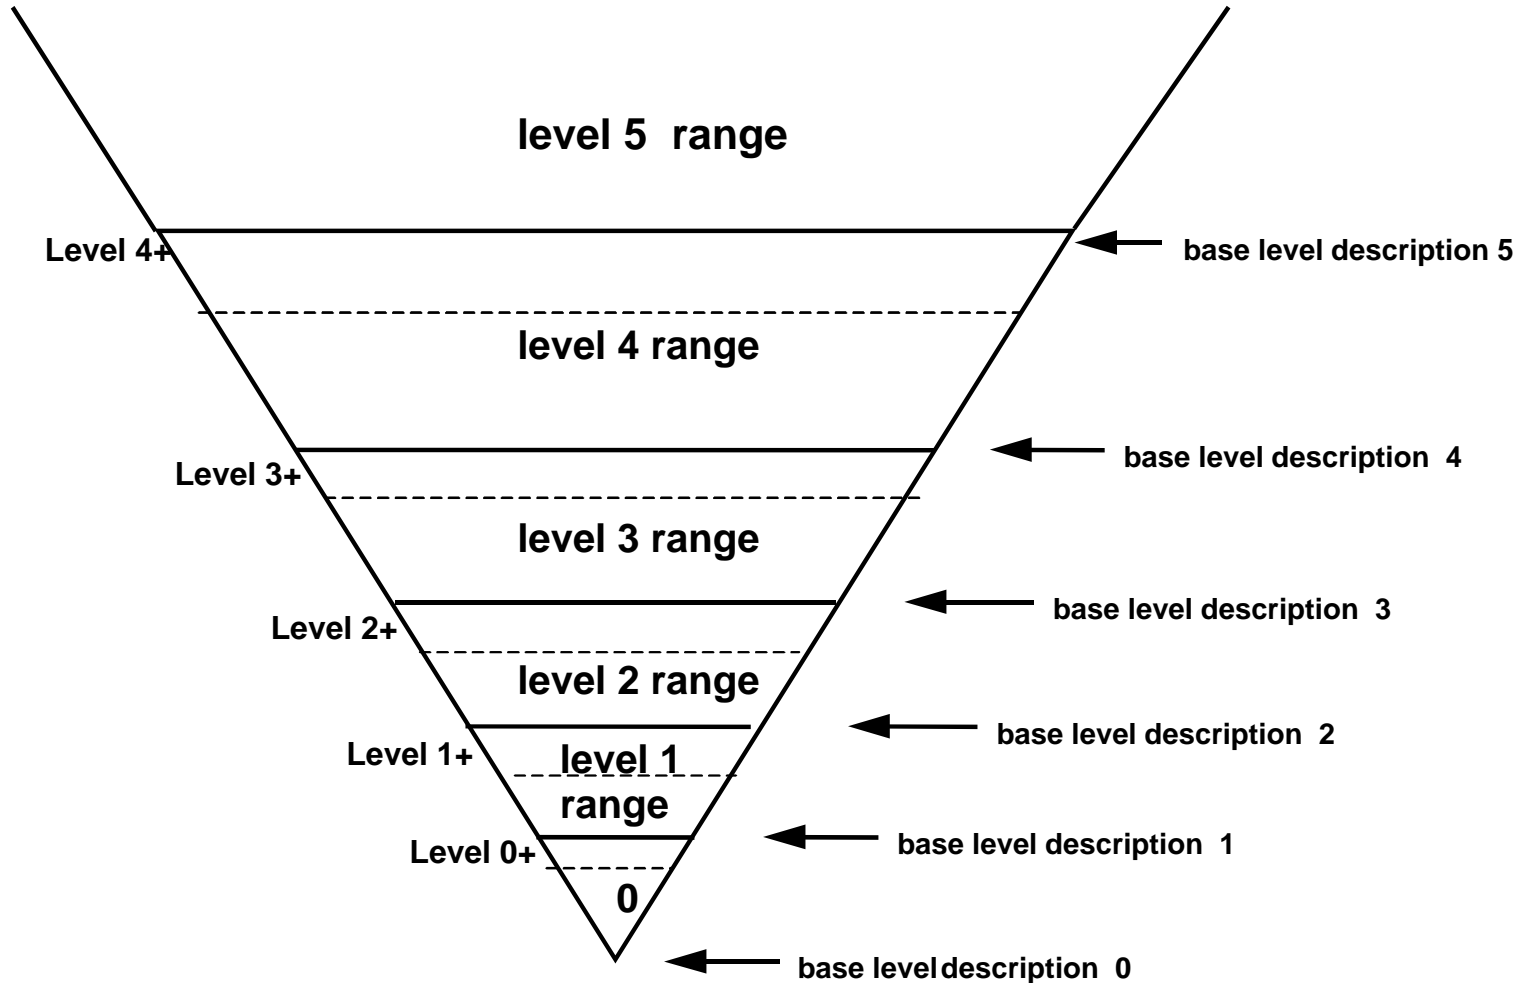 level 5 range
Level 4+
base level description 5
level 4 range
base level description 4
Level 3+
level 3 range
base level description 3
Level 2+
level 2 range
base level description 2
Level 1+
level 1
range
base level description 1
Level 0+
0
base level description 0